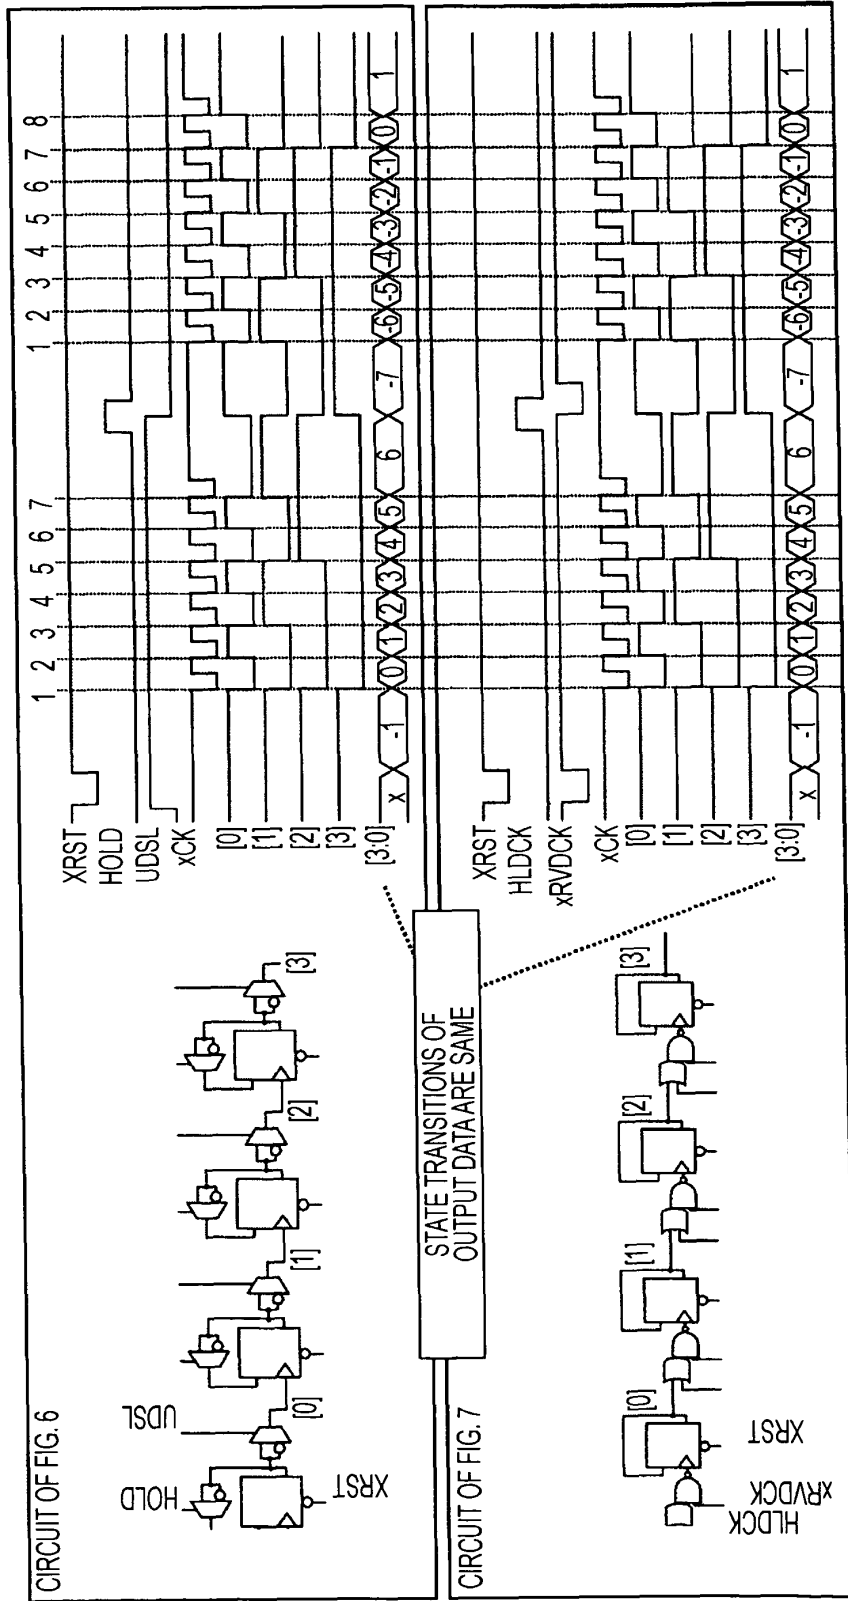 CIRCUIT OF FIG. 6
HOLD
UDSL
XRST
[0]
[1]
[2]
[3]
1 2 3 4 5 6 7 1 2 3 4 5 6 7 8
XRST
HOLD
UDSL
xCK
[0]
[1]
[2]
[3]
[3:0] x -1 0 1 2 3 4 5 6 -7 -6 -5 -4 -3 -2 -1 0 1
STATE TRANSITIONS OF
OUTPUT DATA ARE SAME
CIRCUIT OF FIG. 7
HLDCK
xRVDCK
XRST
[0]
[1]
[2]
[3]
XRST
HLDCK
xRVDCK
xCK
[0]
[1]
[2]
[3]
[3:0] x -1 0 1 2 3 4 5 6 -7 -6 -5 -4 -3 -2 -1 0 1